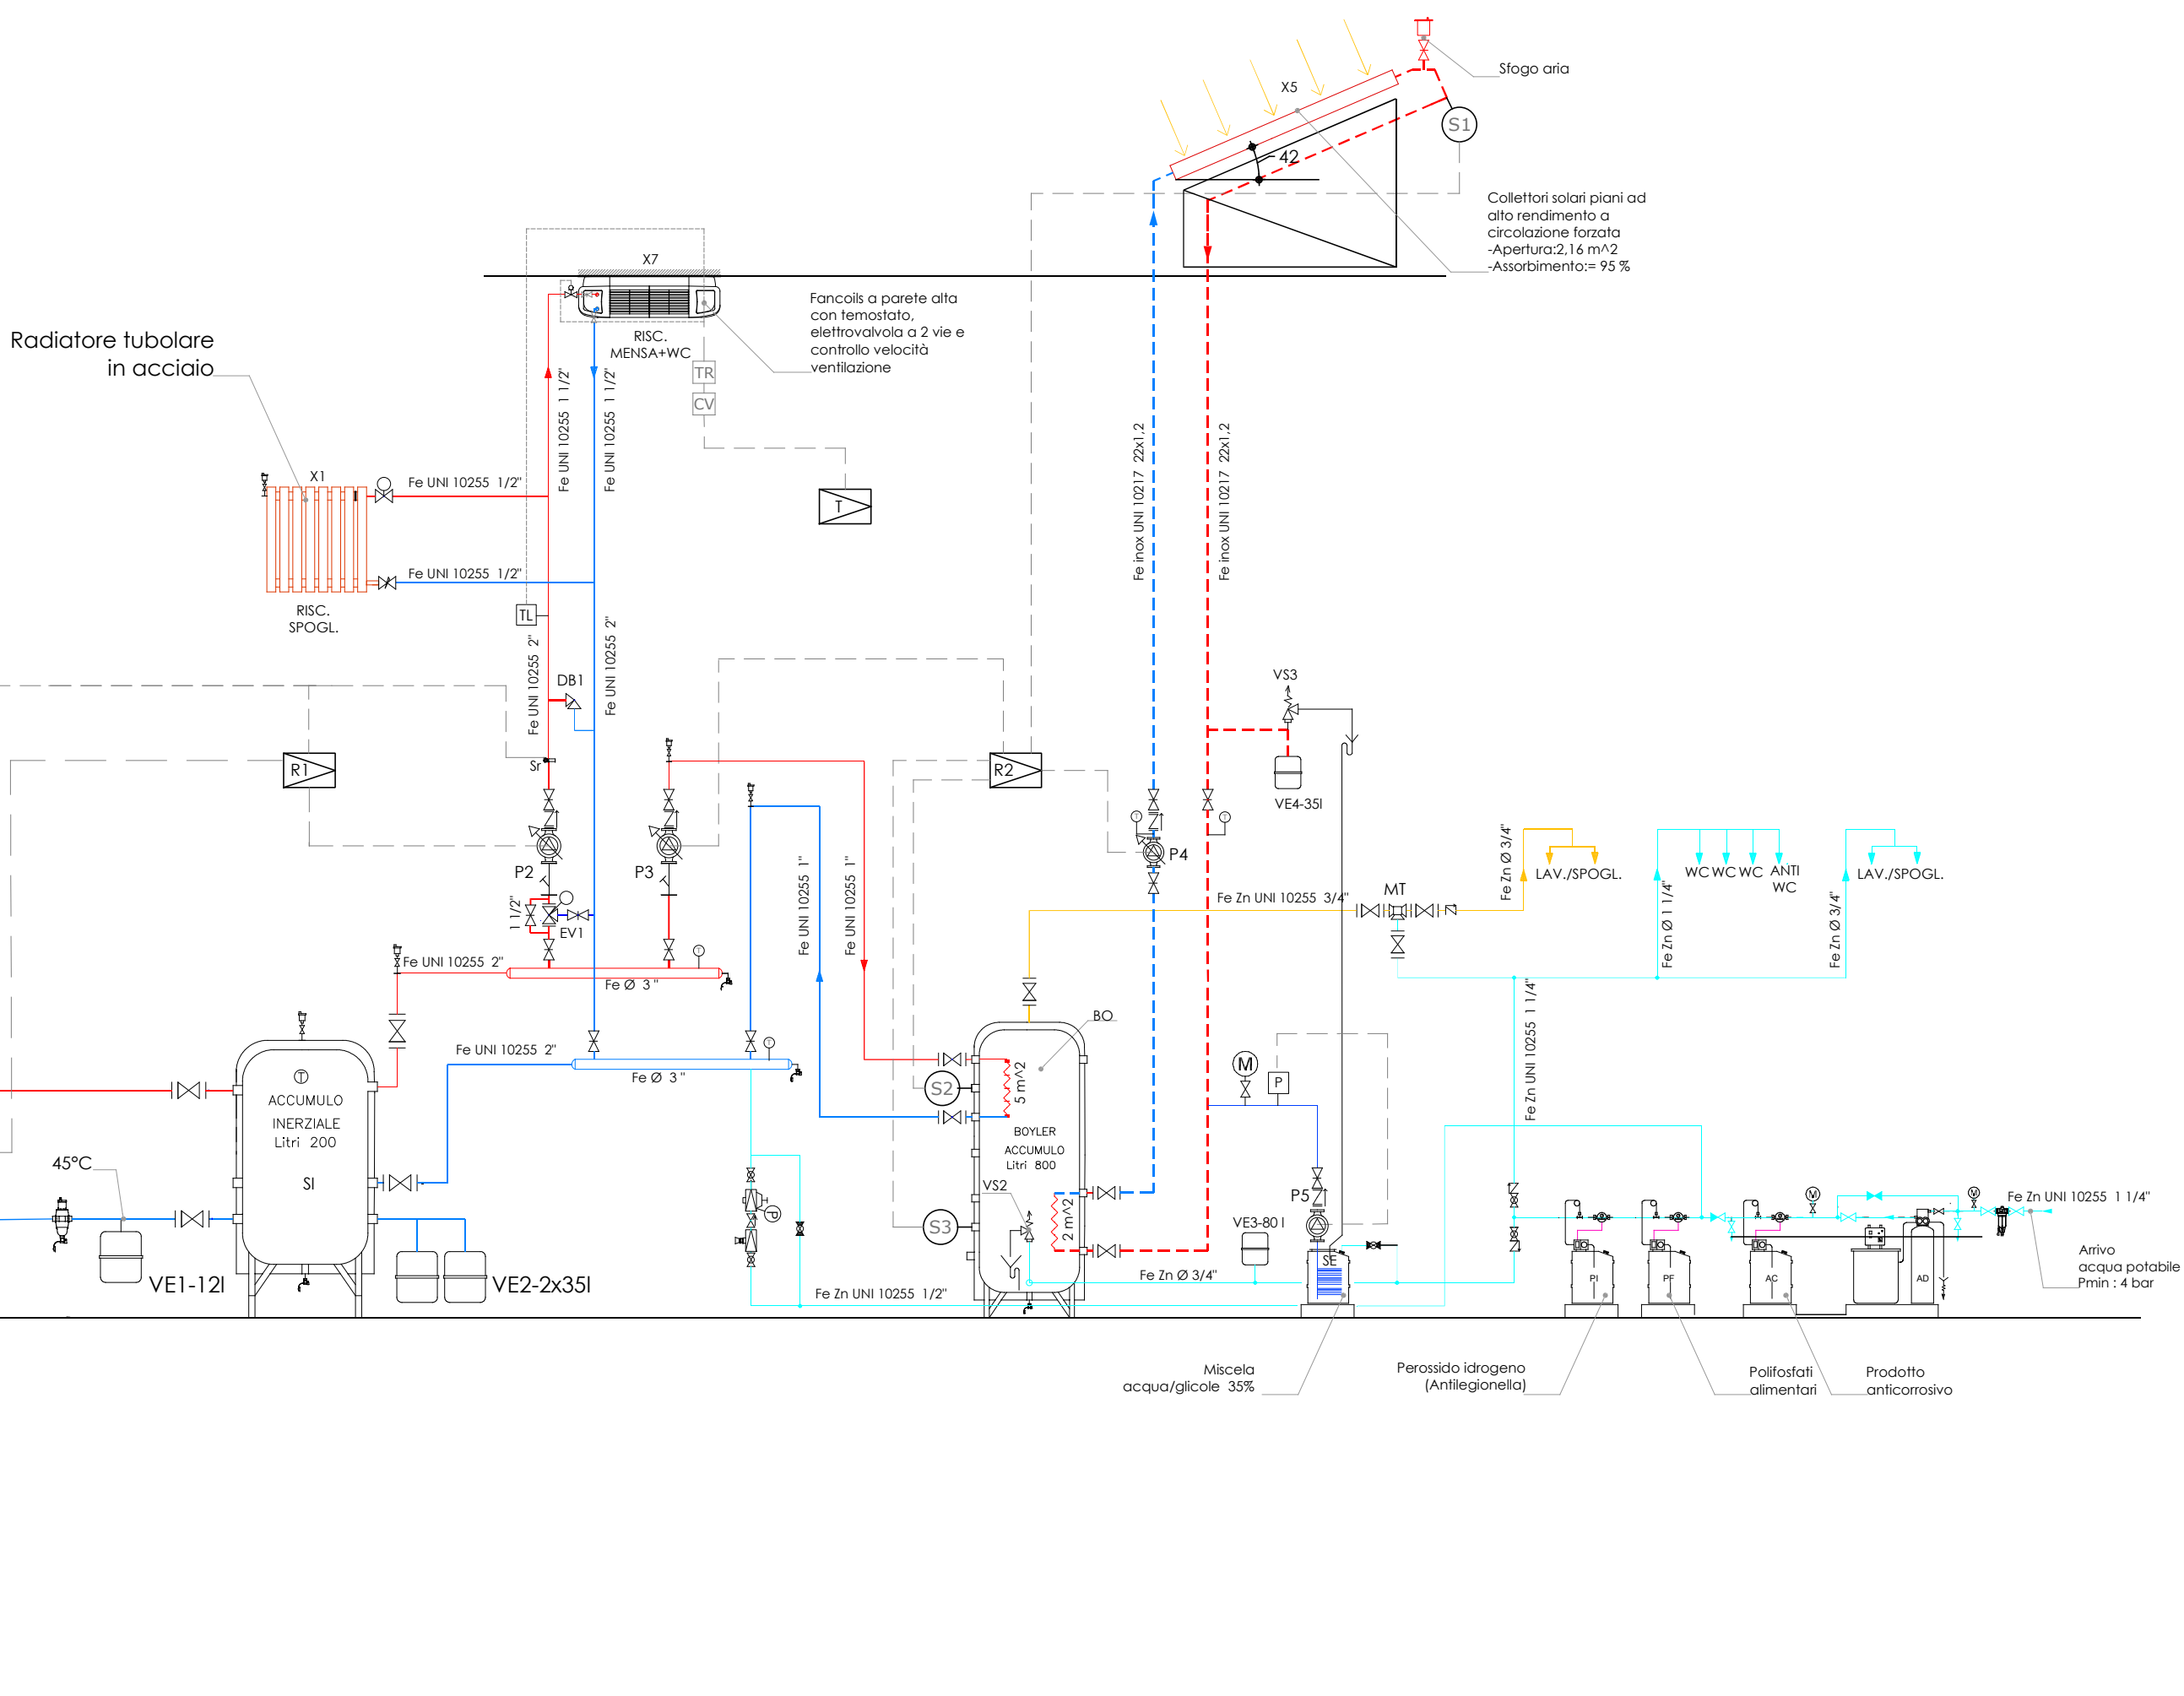 Sfogo aria
X5
S1
42
Collettori solari piani ad
alto rendimento a
circolazione forzata
-Apertura:2,16 m^2
-Assorbimento:= 95 %
X7
Fancoils a parete alta
con temostato,
elettrovalvola a 2 vie e
controllo velocità
ventilazione
RISC.
MENSA+WC
TR
CV
T
Radiatore tubolare
in acciaio
X1
Fe UNI 10255  1/2"
Fe UNI 10255  1/2"
RISC.
SPOGL.
Fe UNI 10255  1 1/2"
Fe UNI 10255  1 1/2"
Fe inox UNI 10217  22x1,2
Fe inox UNI 10217  22x1,2
TL
Fe UNI 10255  2"
Fe UNI 10255  2"
DB1
Sr
R1
R2
VS3
VE4-35l
P2
P3
P4
T
T
1 1/2"
EV1
T
Fe UNI 10255  2"
Fe Ø  3 "
Fe UNI 10255  1"
Fe UNI 10255  1"
Fe Zn UNI 10255  3/4"
MT
Fe Zn Ø 3/4"
LAV./SPOGL.
Fe Zn Ø 1 1/4"
WC WC WC ANTI
WC
Fe Zn Ø 3/4"
LAV./SPOGL.
Fe Zn UNI 10255  1 1/4"
Fe UNI 10255  2"
T
Fe Ø  3 "
BO
S2
5 m^2
BOYLER
ACCUMULO
Litri  800
VS2
S3
2 m^2
M
P
P5
VE3-80 l
SE
T
ACCUMULO
INERZIALE
Litri  200
SI
45°C
VE1-12l
VE2-2x35l
P
Fe Zn UNI 10255  1/2"
Fe Zn Ø 3/4"
PI
PF
AC
AD
M
M
Fe Zn UNI 10255  1 1/4"
Arrivo
acqua potabile
Pmin : 4 bar
Miscela
acqua/glicole  35%
Perossido idrogeno
(Antilegionella)
Polifosfati
alimentari
Prodotto
anticorrosivo